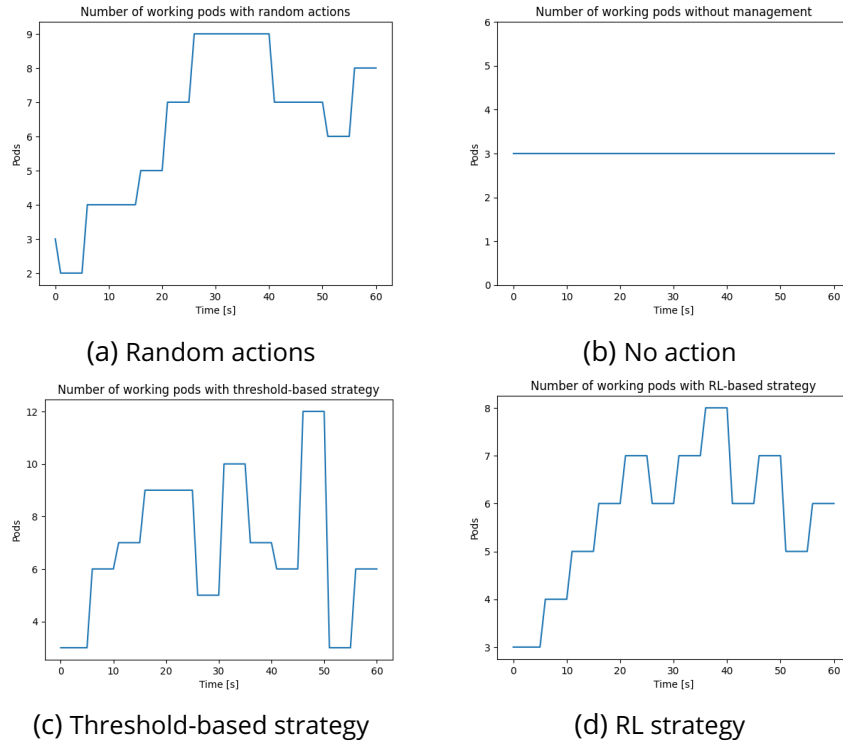 Number of working pods with random actions
9
8
7
6
5
4
3
2
Pods
0 10 20 30 40 50 60
Time [s]
(a) Random actions
Number of working pods without management
6
5
4
3
2
1
0
Pods
0 10 20 30 40 50 60
Time [s]
(b) No action
Number of working pods with threshold-based strategy
12
10
8
6
4
Pods
0 10 20 30 40 50 60
Time [s]
(c) Threshold-based strategy
Number of working pods with RL-based strategy
8
7
6
5
4
3
Pods
0 10 20 30 40 50 60
Time [s]
(d) RL strategy